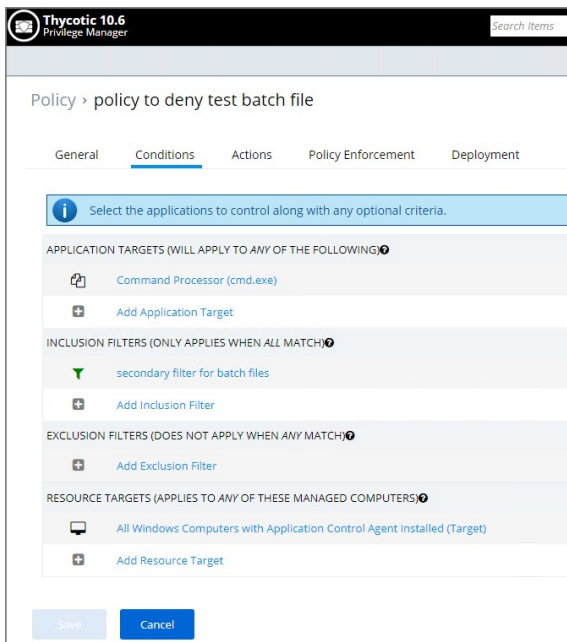 Thycotic 10.6
Privilege Manager
Search Items
Policy › policy to deny test batch file
General Conditions Actions Policy Enforcement Deployment
i Select the applications to control along with any optional criteria.
APPLICATION TARGETS (WILL APPLY TO ANY OF THE FOLLOWING)?
Command Processor (cmd.exe)
Add Application Target
INCLUSION FILTERS (ONLY APPLIES WHEN ALL MATCH)?
secondary filter for batch files
Add Inclusion Filter
EXCLUSION FILTERS (DOES NOT APPLY WHEN ANY MATCH)?
Add Exclusion Filter
RESOURCE TARGETS (APPLIES TO ANY OF THESE MANAGED COMPUTERS)?
All Windows Computers with Application Control Agent Installed (Target)
Add Resource Target
Save Cancel